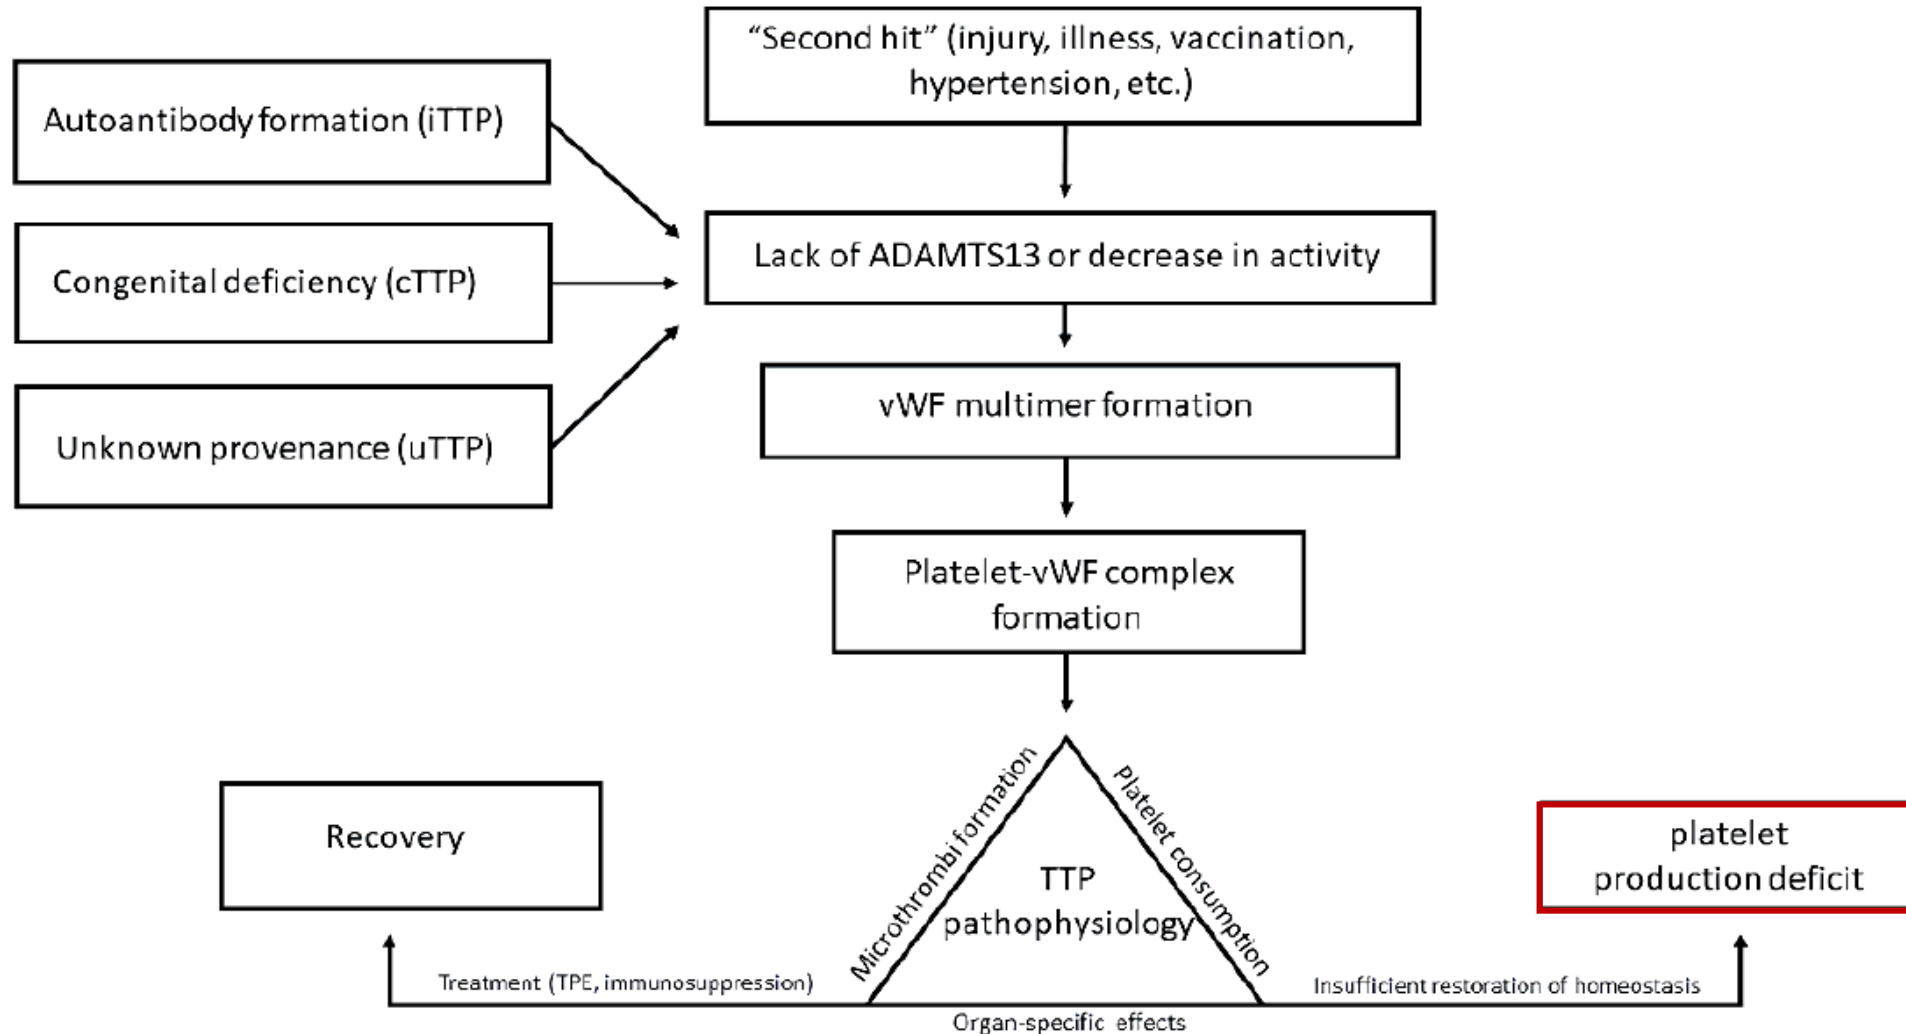 "Second hit" (injury, illness, vaccination,
hypertension, etc.)
Autoantibody formation (iTTP)
Congenital deficiency (cTTP)
Unknown provenance (uTTP)
Lack of ADAMTS13 or decrease in activity
vWF multimer formation
Platelet-vWF complex
formation
Microthrombi formation
Platelet consumption
TTP
pathophysiology
Recovery
platelet
production deficit
Treatment (TPE, immunosuppression)
Insufficient restoration of homeostasis
Organ-specific effects